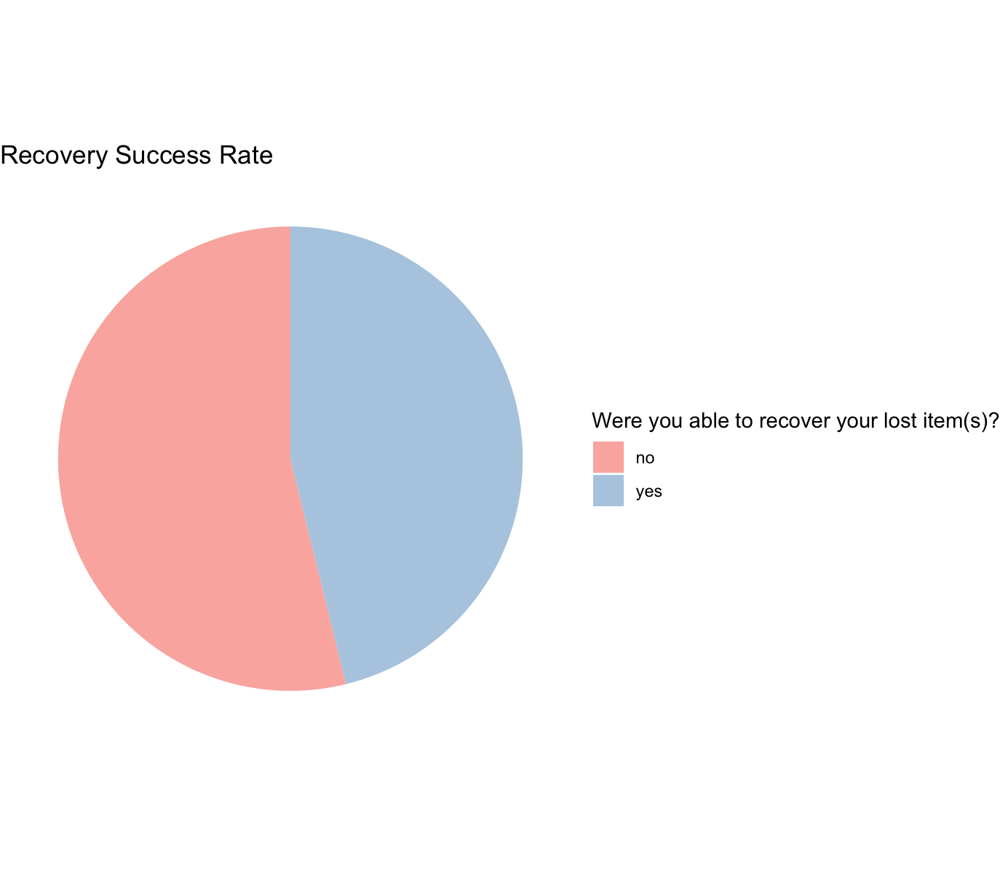 Recovery Success Rate
Were you able to recover your lost item(s)?
no
yes